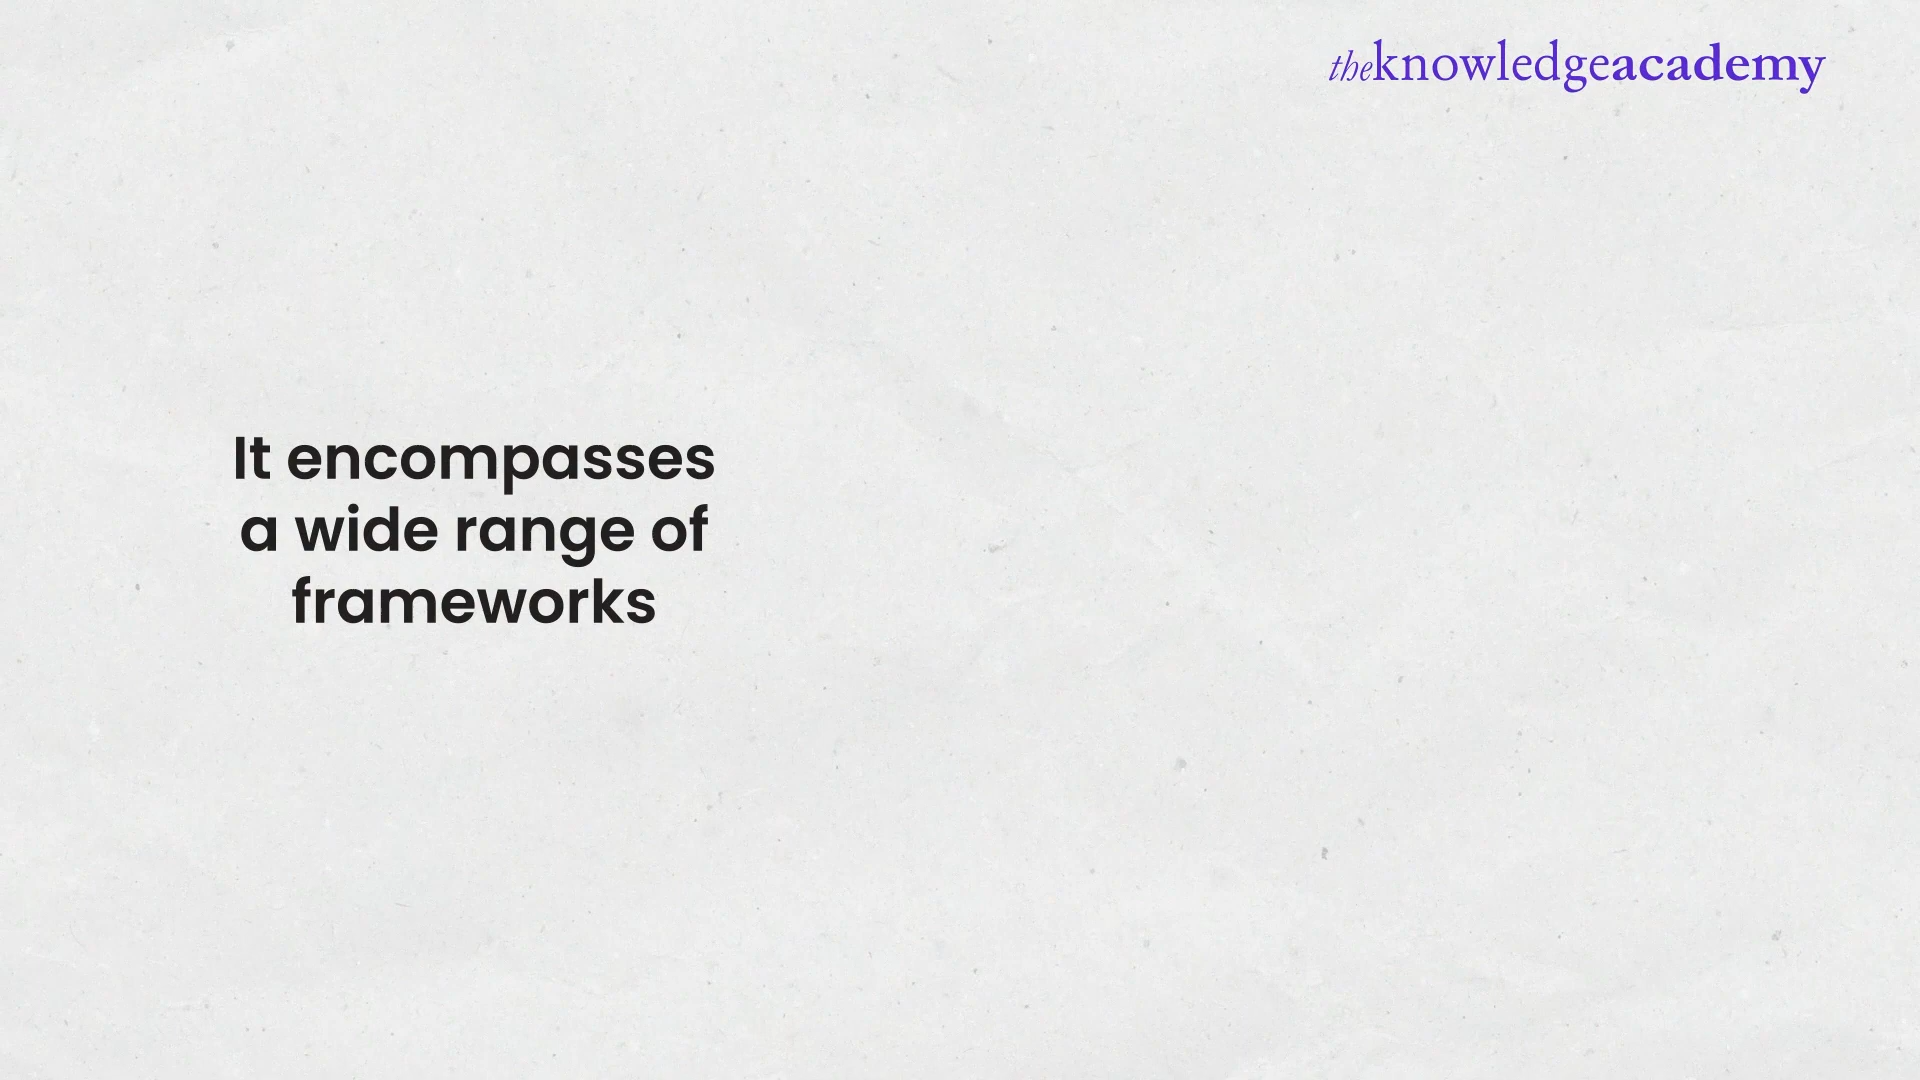 theknowledgeacademy
It encompasses
a wide range of
frameworks